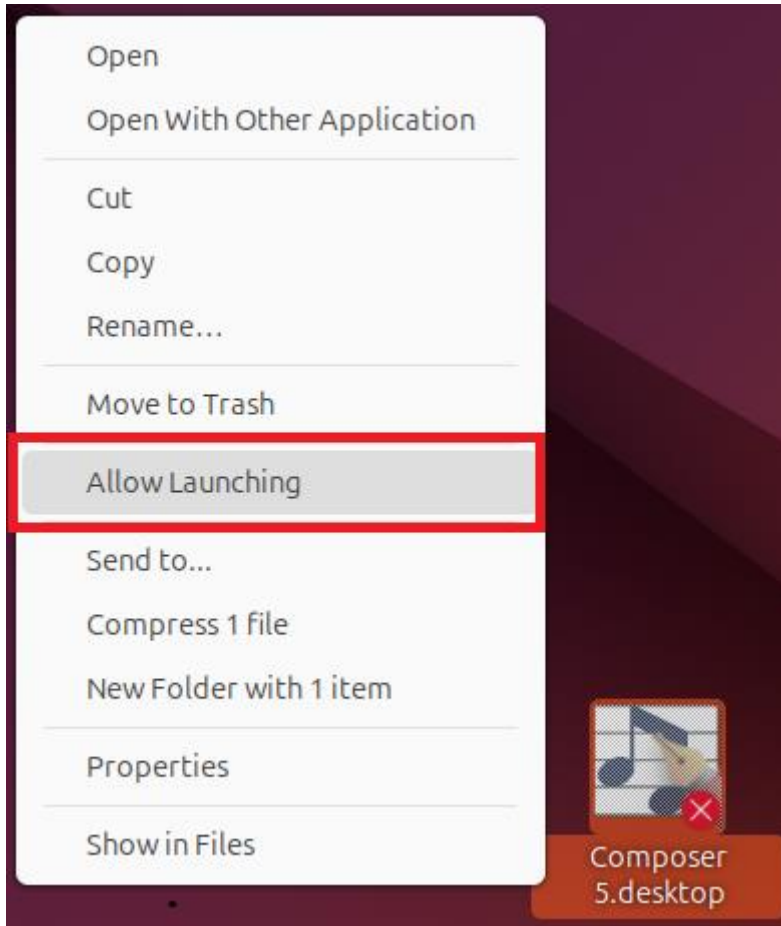 Open
Open With Other Application
Cut
Copy
Rename…
Move to Trash
Allow Launching
Send to...
Compress 1 file
New Folder with 1 item
Properties
Show in Files
Composer
5.desktop